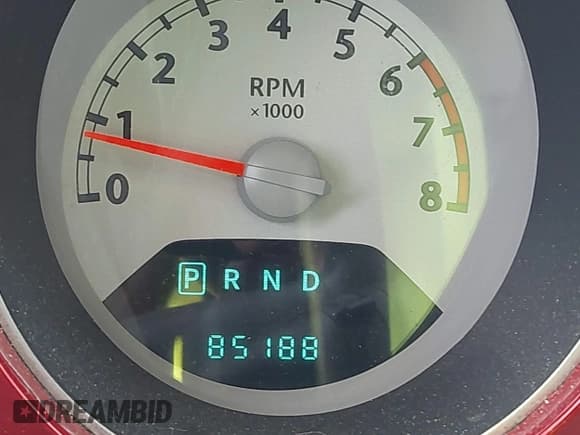 0 1 2 3 4 5 6 7 8
RPM
×1000
P R N D
85188
DREAMBID